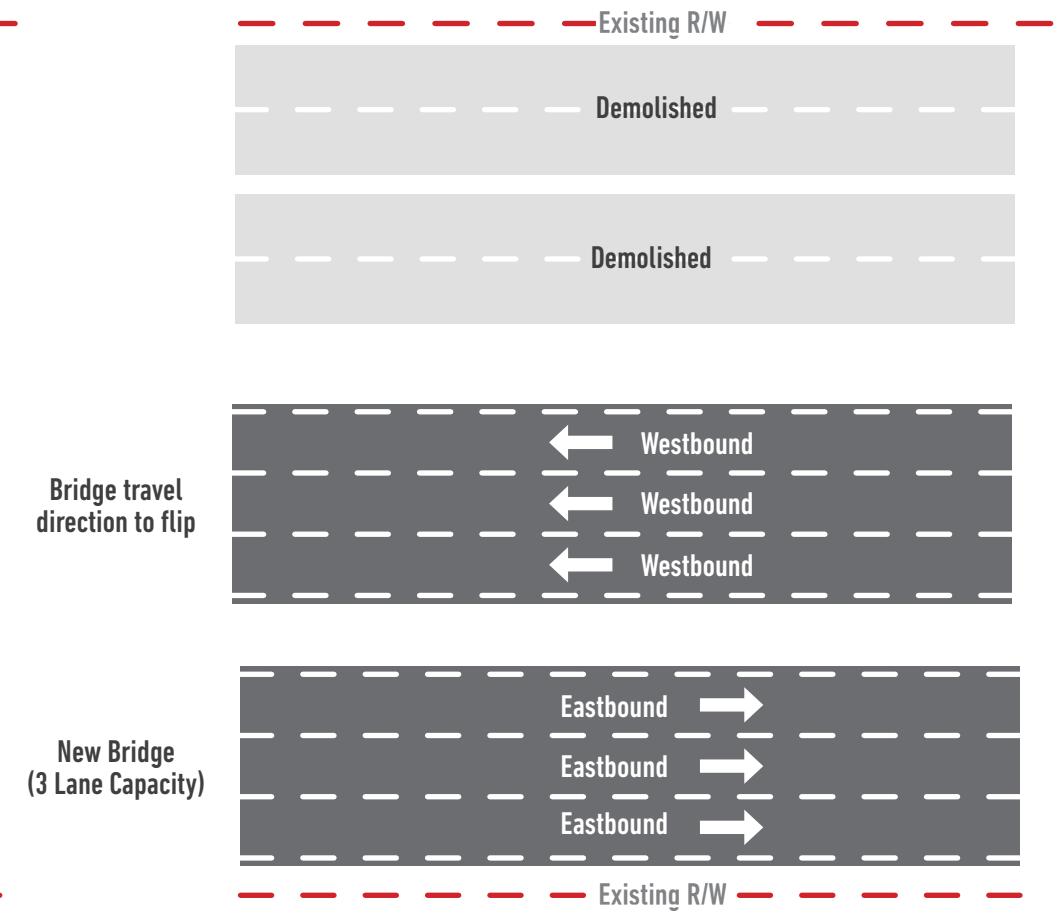 Existing R/W
Demolished
Demolished
Westbound
Bridge travel
direction to flip
Westbound
Westbound
Eastbound
New Bridge
(3 Lane Capacity)
Eastbound
Eastbound
Existing R/W